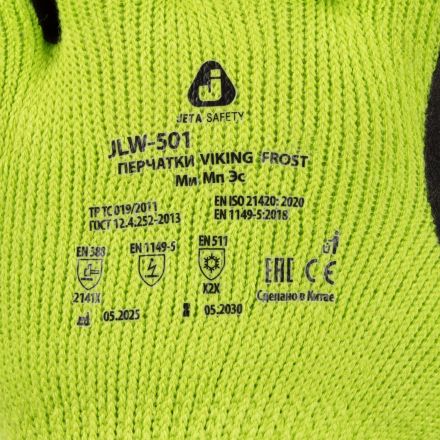 JETA SAFETY
JLW-501
ПЕРЧАТКИ VIKING FROST
Ми Мп Эс
ТР ТС 019/2011
ГОСТ 12.4.252-2013
EN ISO 21420: 2020
EN 1149-5:2018
EN 388
EN 1149-5
EN 511
2141X
X2X
EAC CE
Сделано в Китае
05.2025
05.2030